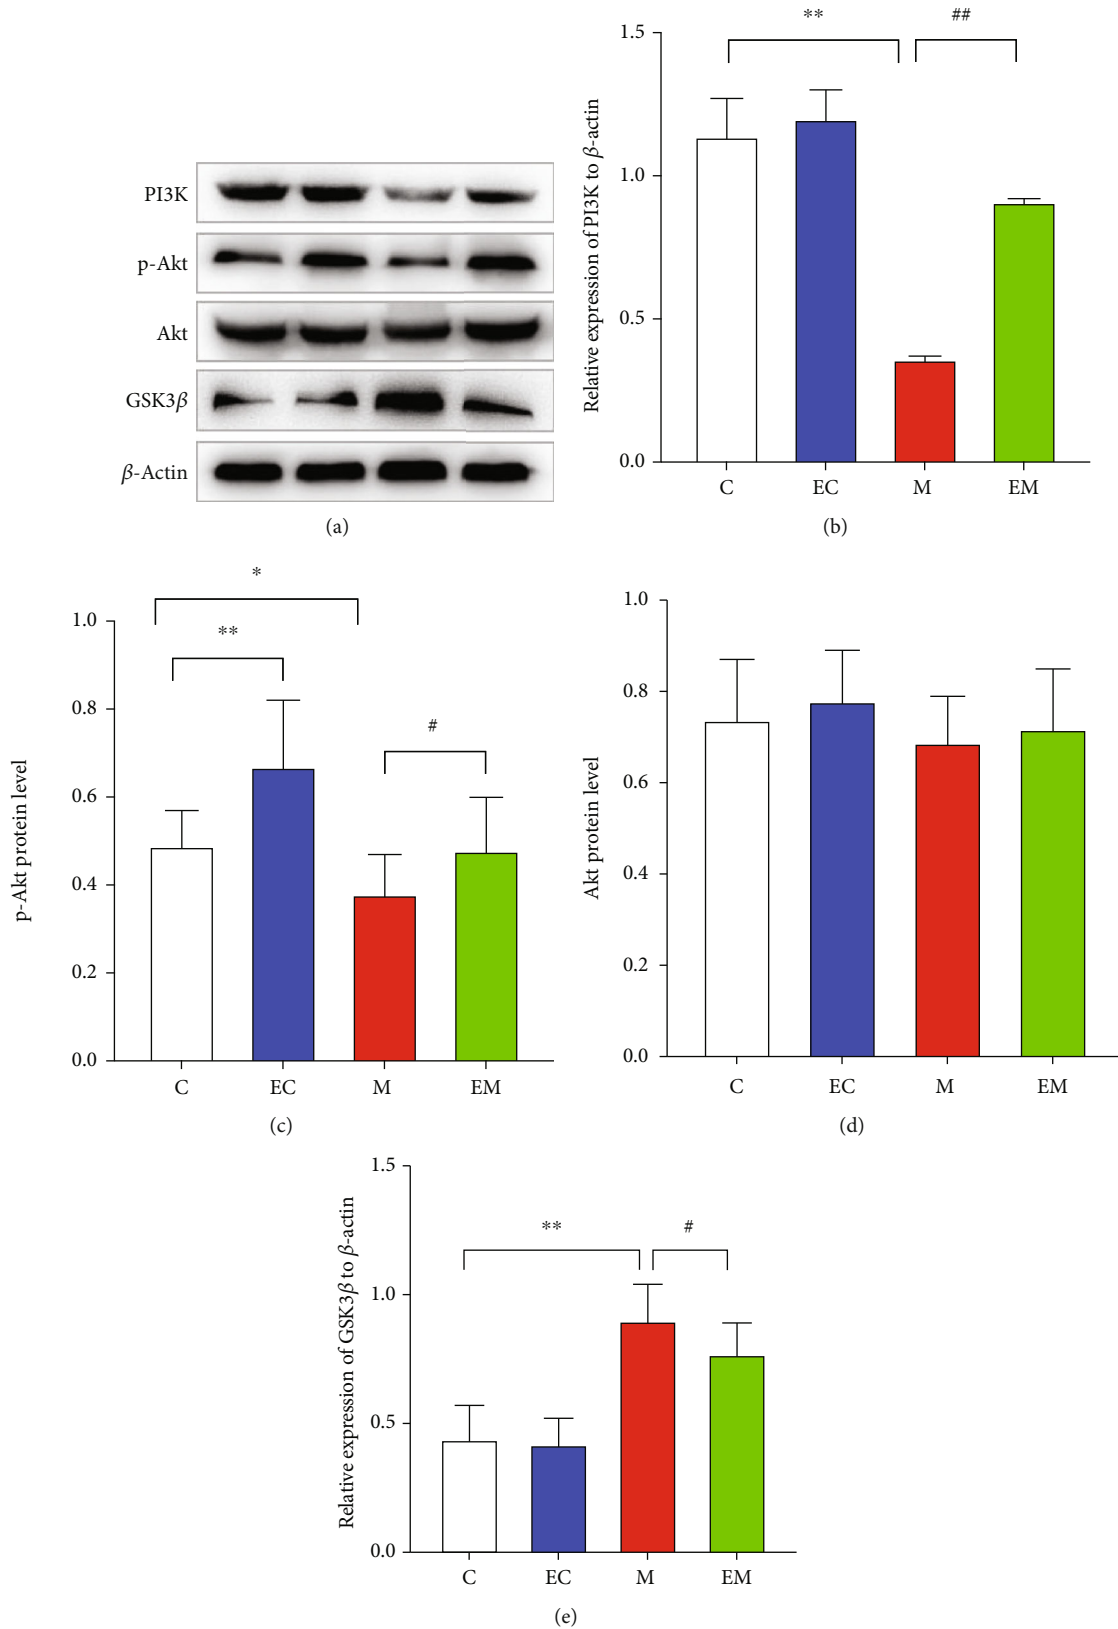 PI3K
p-Akt
Akt
GSK3β
β-Actin
(a)
** ##
Relative expression of PI3K to β-actin
1.5
1.0
0.5
0.0
C EC M EM
(b)
*
**
#
p-Akt protein level
1.0
0.8
0.6
0.4
0.2
0.0
C EC M EM
(c)
Akt protein level
1.0
0.8
0.6
0.4
0.2
0.0
C EC M EM
(d)
** #
Relative expression of GSK3β to β-actin
1.5
1.0
0.5
0.0
C EC M EM
(e)